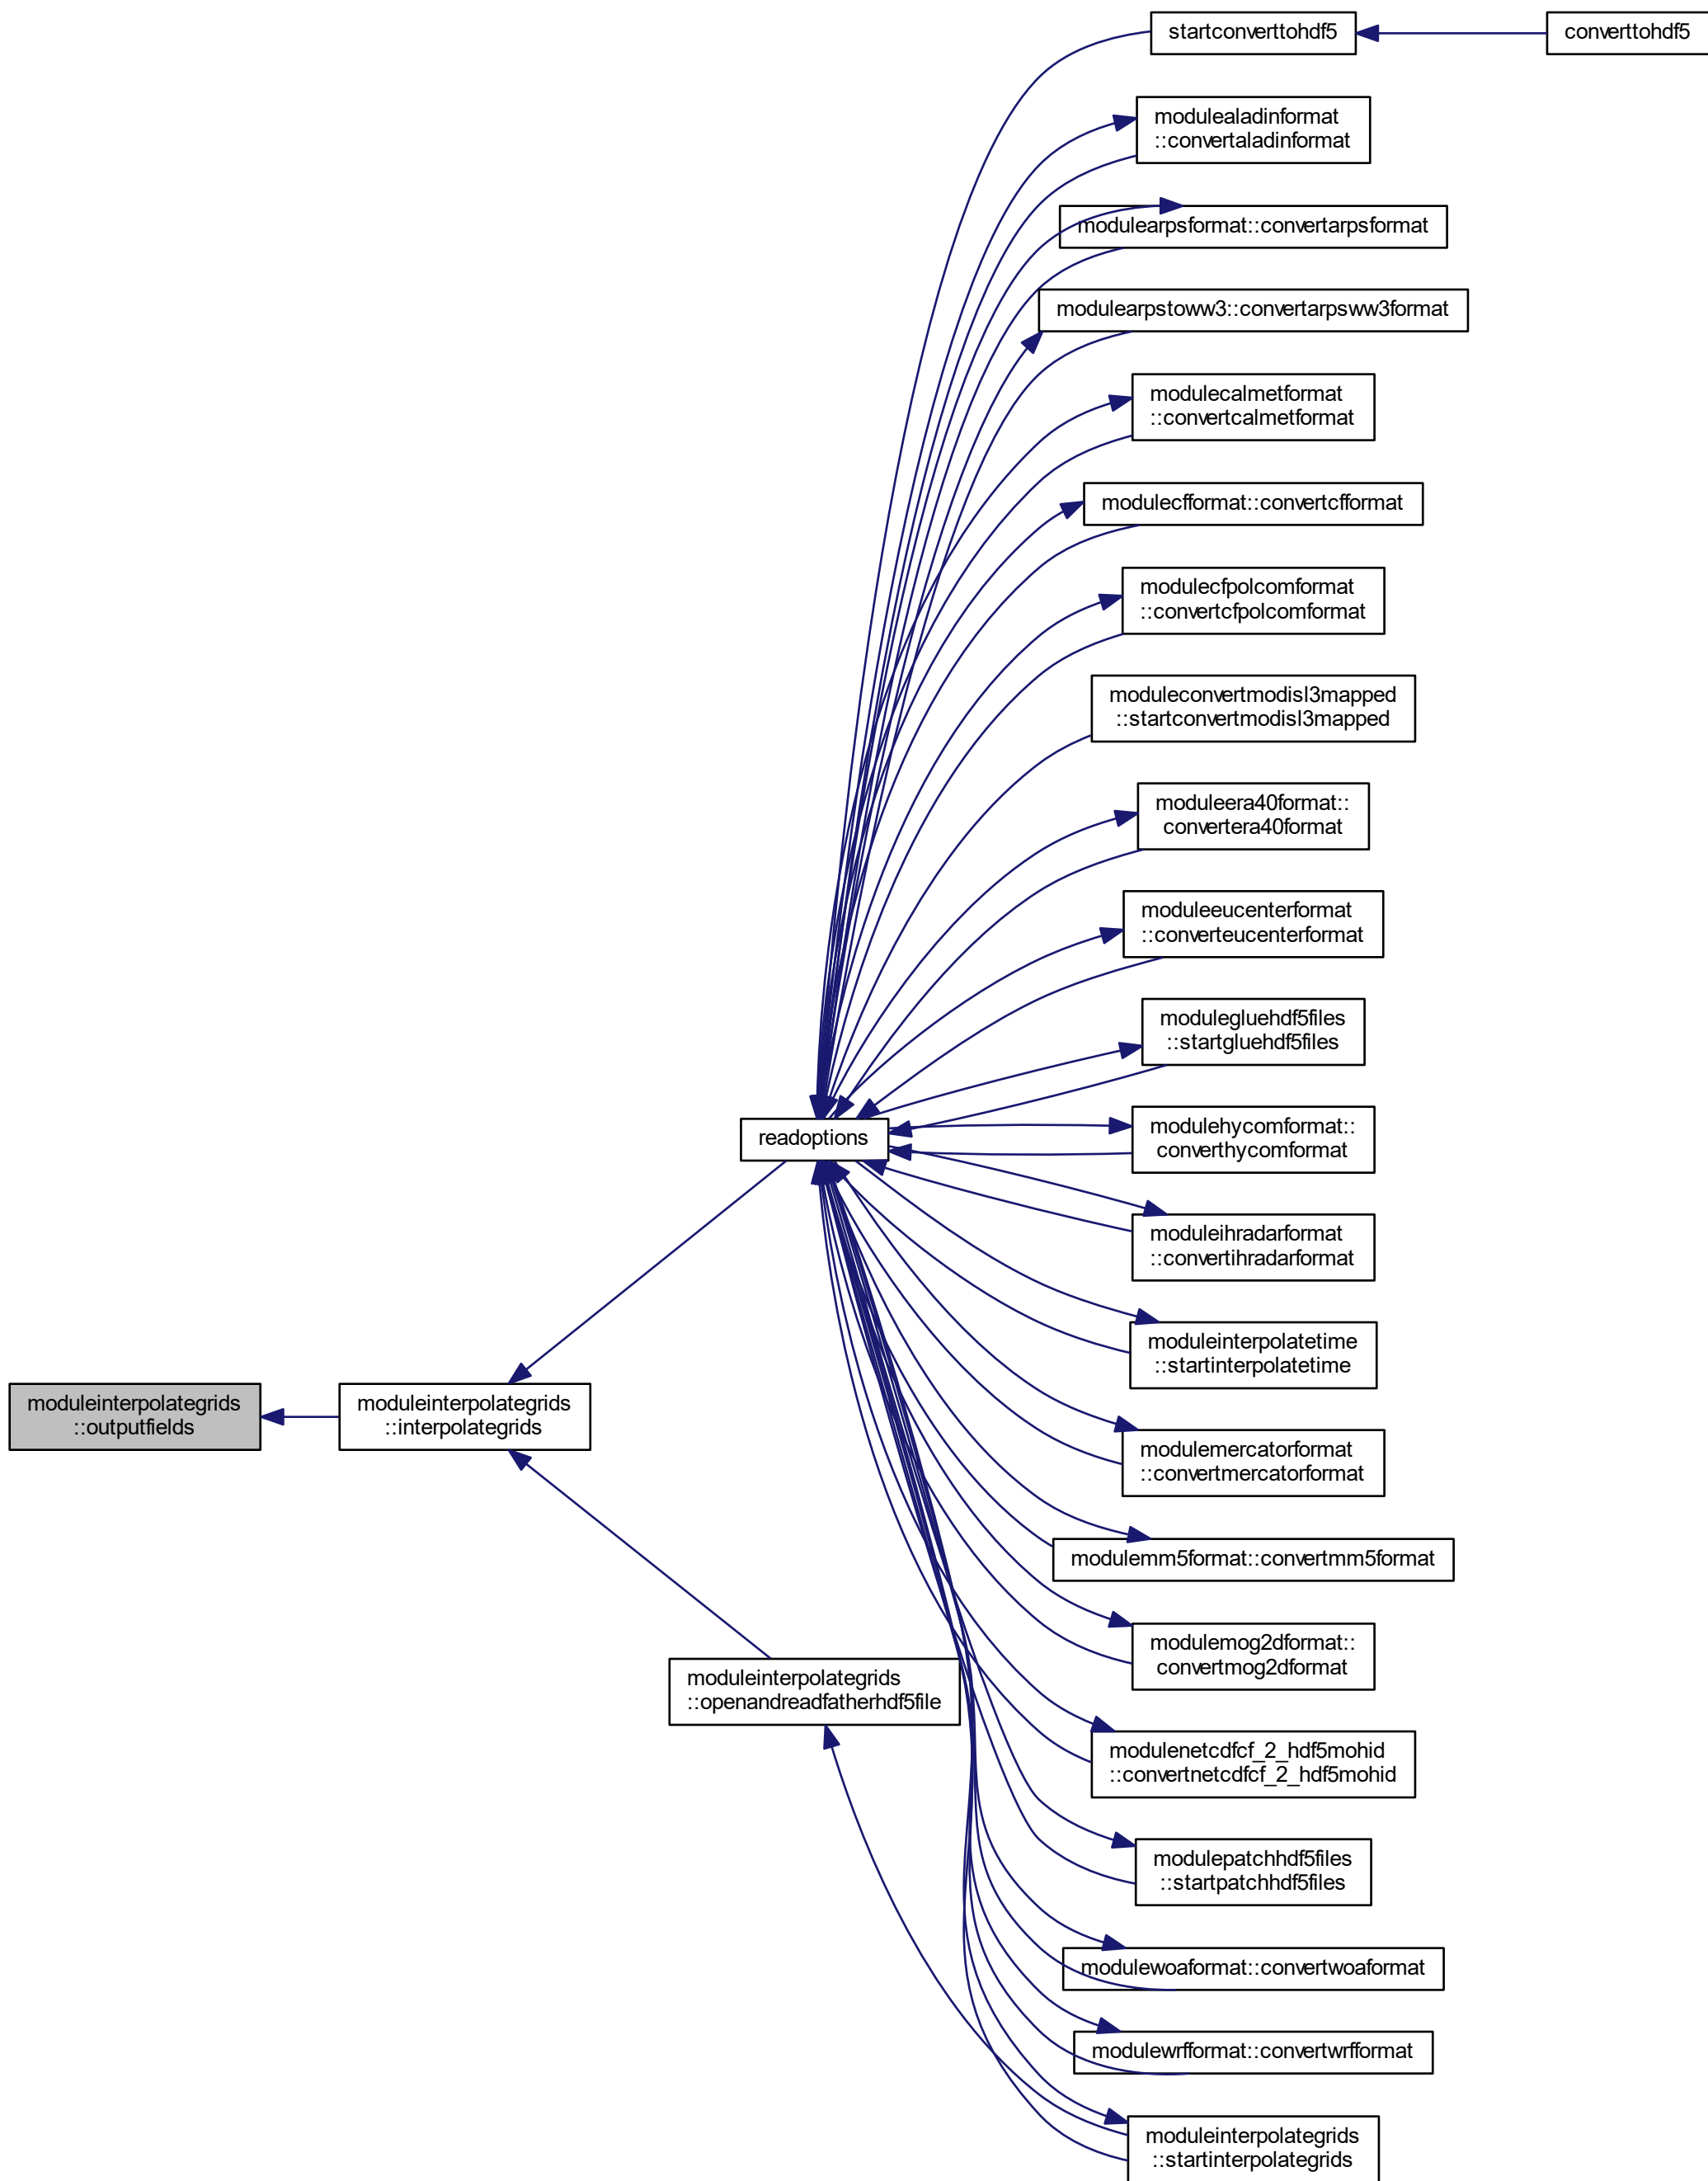 startconverttohdf5
converttohdf5
modulealadinformat
::convertaladinformat
modulearpsformat::convertarpsformat
modulearpstoww3::convertarpsww3format
modulecalmetformat
::convertcalmetformat
modulecfformat::convertcfformat
modulecfpolcomformat
::convertcfpolcomformat
moduleconvertmodisl3mapped
::startconvertmodisl3mapped
moduleera40format::
convertera40format
moduleeucenterformat
::converteucenterformat
modulegluehdf5files
::startgluehdf5files
readoptions
modulehycomformat::
converthycomformat
moduleihradarformat
::convertihradarformat
moduleinterpolatetime
::startinterpolatetime
moduleinterpolategrids
::outputfields
moduleinterpolategrids
::interpolategrids
modulemercatorformat
::convertmercatorformat
modulemm5format::convertmm5format
modulemog2dformat::
convertmog2dformat
moduleinterpolategrids
::openandreadfatherhdf5file
modulenetcdfcf_2_hdf5mohid
::convertnetcdfcf_2_hdf5mohid
modulepatchhdf5files
::startpatchhdf5files
modulewoaformat::convertwoaformat
modulewrfformat::convertwrfformat
moduleinterpolategrids
::startinterpolategrids